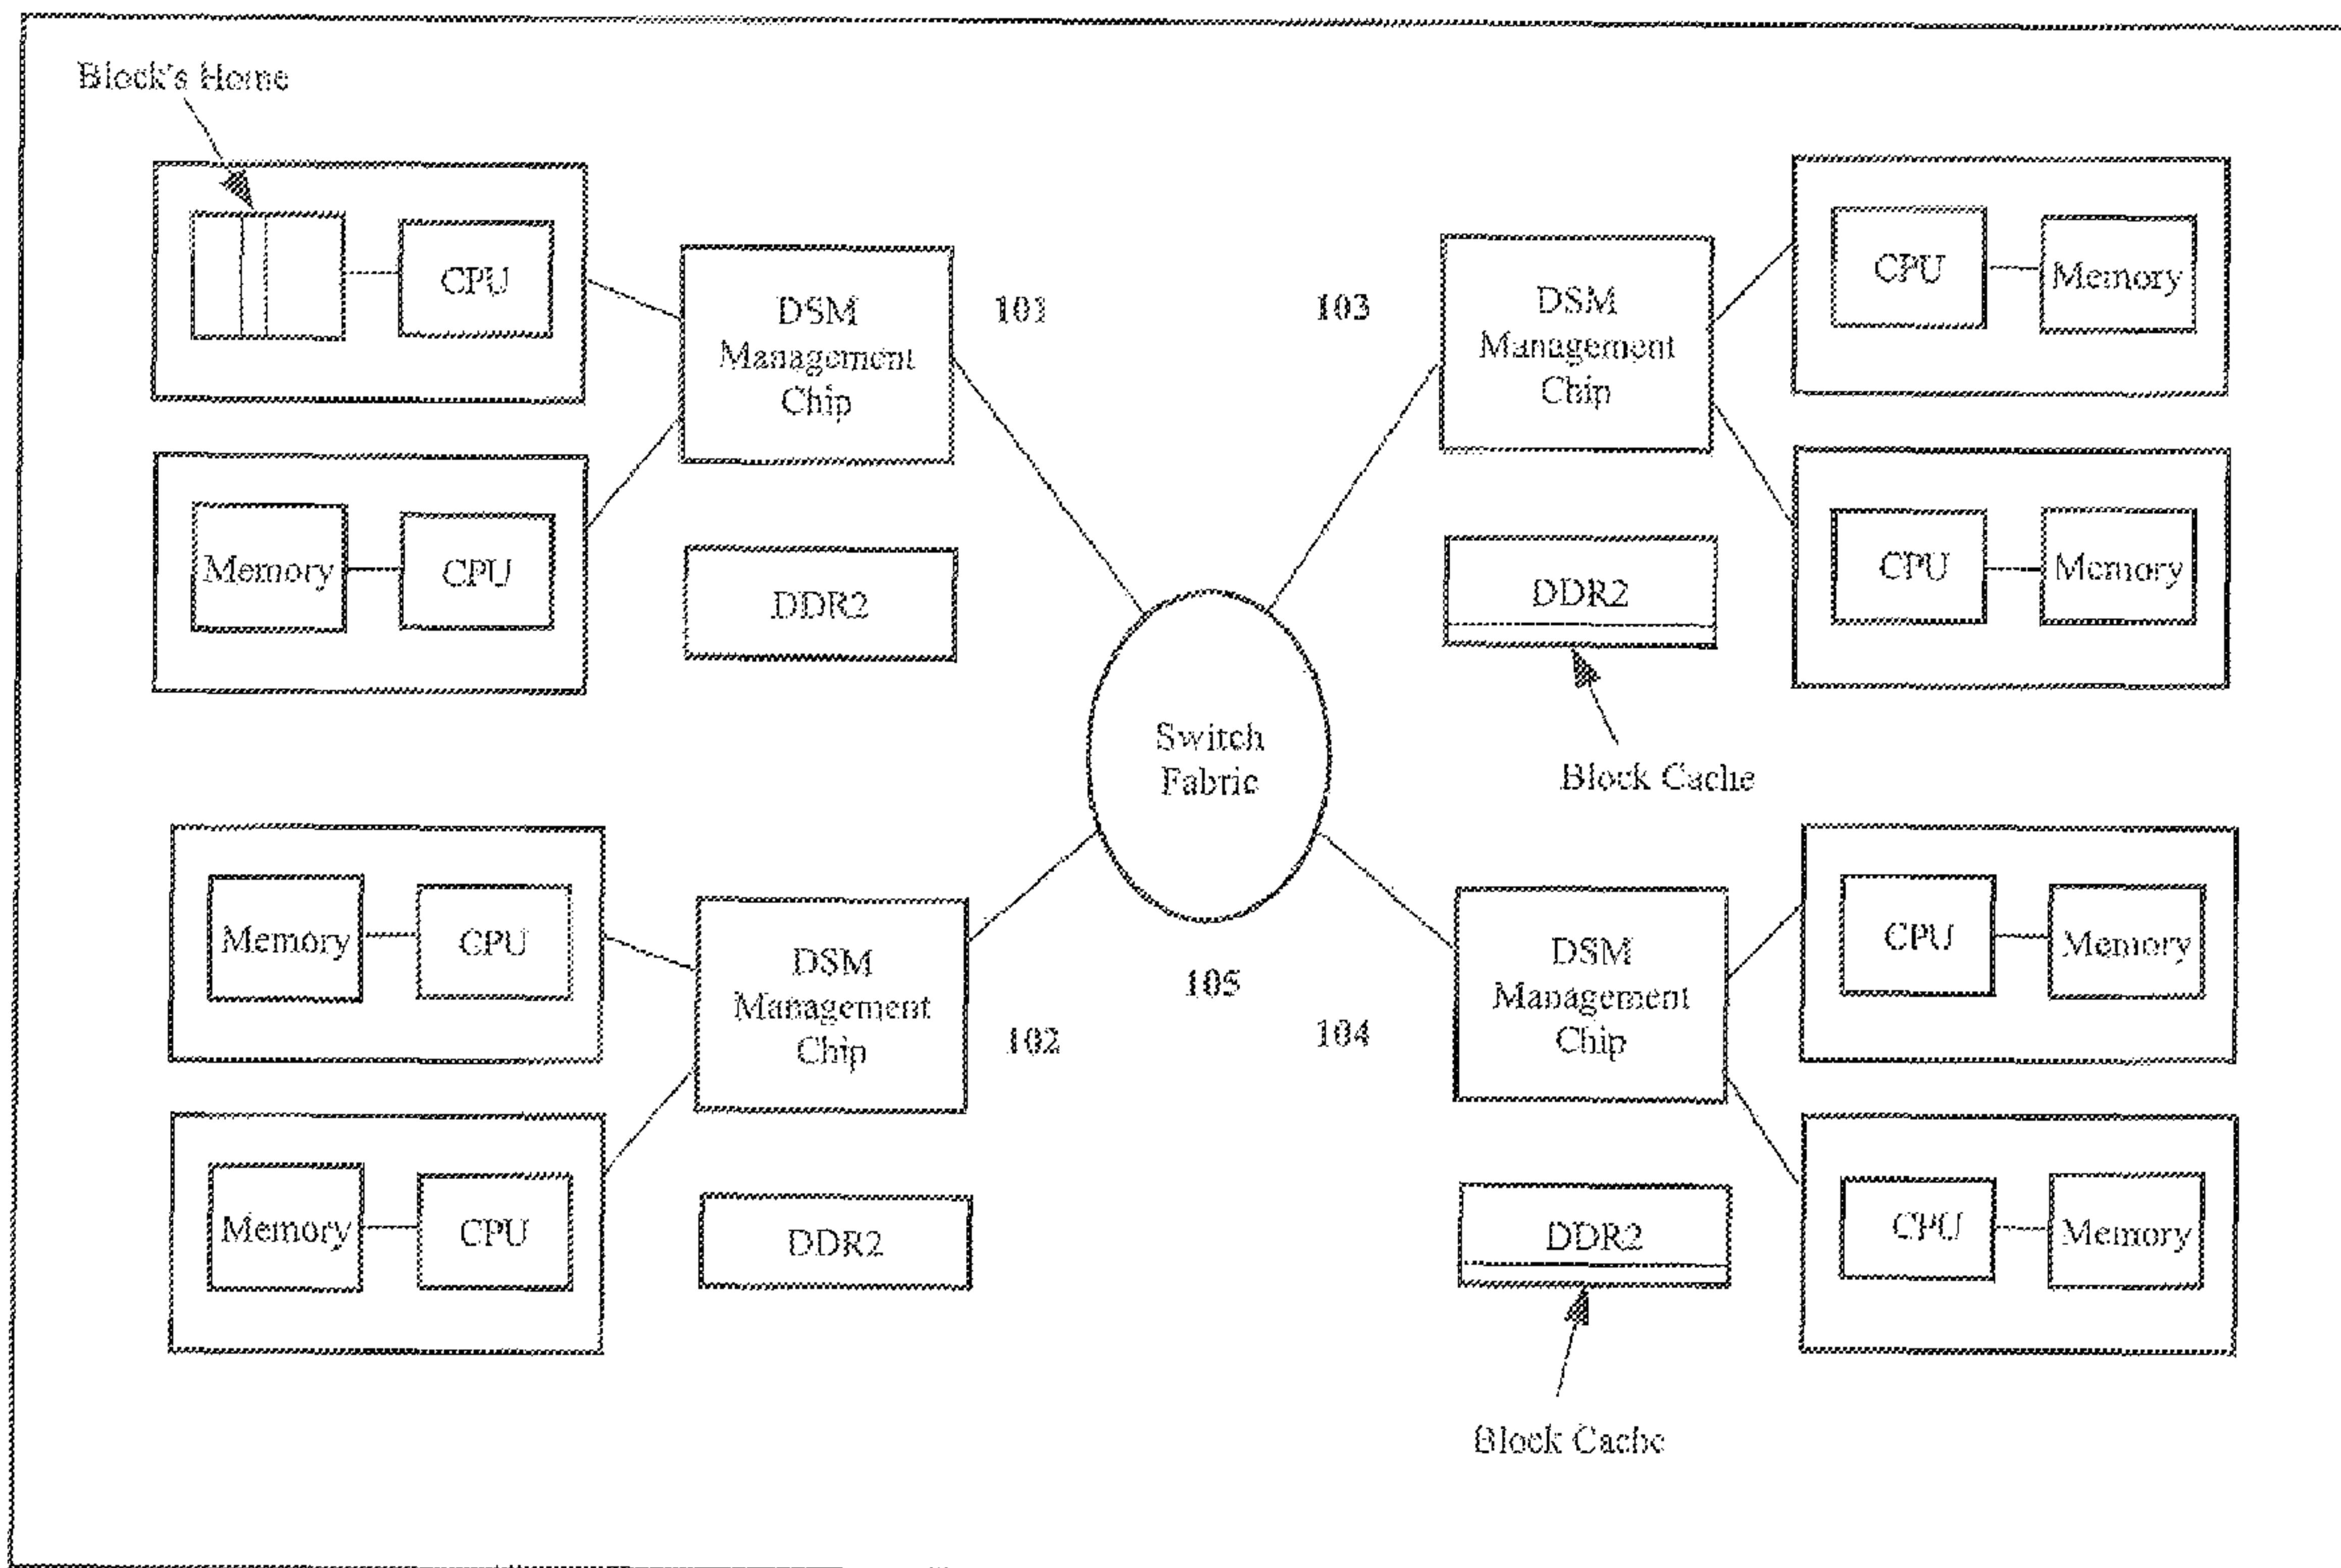 Block's Home
CPU
DSM
Management
Chip
101
Memory
CPU
DDR2
103
DSM
Management
Chip
CPU
Memory
CPU
Memory
DDR2
Block Cache
Switch
Fabric
105
Memory
CPU
DSM
Management
Chip
102
Memory
CPU
DDR2
104
DSM
Management
Chip
CPU
Memory
CPU
Memory
DDR2
Block Cache